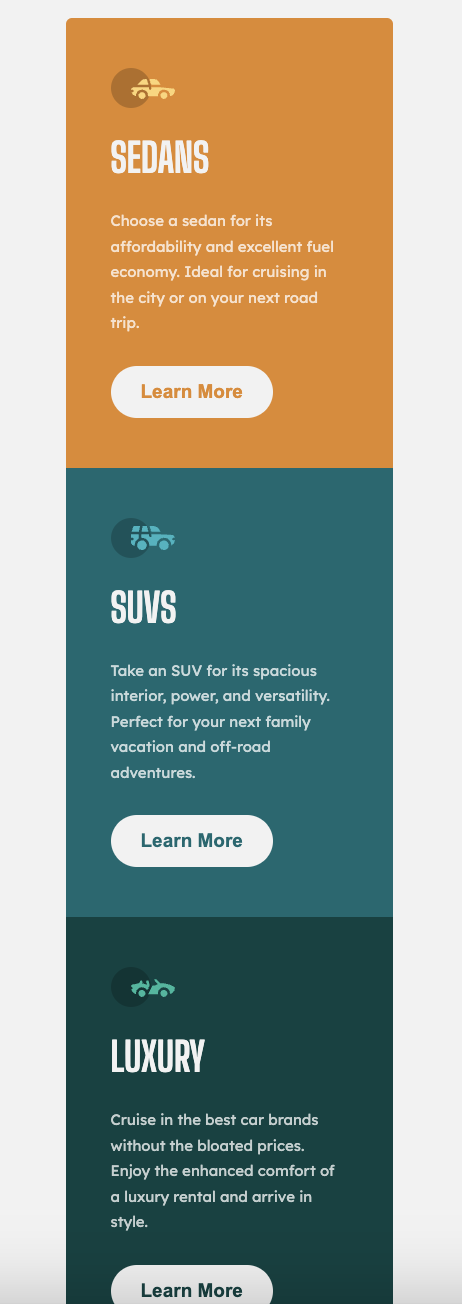 SEDANS
Choose a sedan for its
affordability and excellent fuel
economy. Ideal for cruising in
the city or on your next road
trip.
Learn More
SUVS
Take an SUV for its spacious
interior, power, and versatility.
Perfect for your next family
vacation and off-road
adventures.
Learn More
LUXURY
Cruise in the best car brands
without the bloated prices.
Enjoy the enhanced comfort of
a luxury rental and arrive in
style.
Learn More